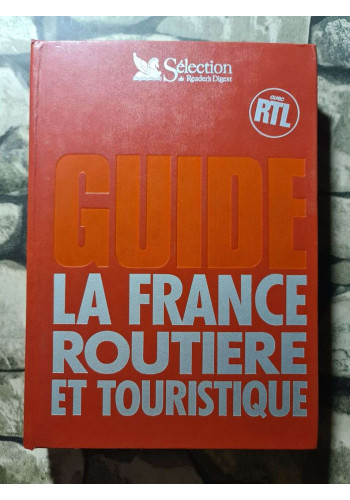 Sélection
du Reader's Digest
avec
RTL
GUIDE
LA FRANCE
ROUTIERE
ET TOURISTIQUE